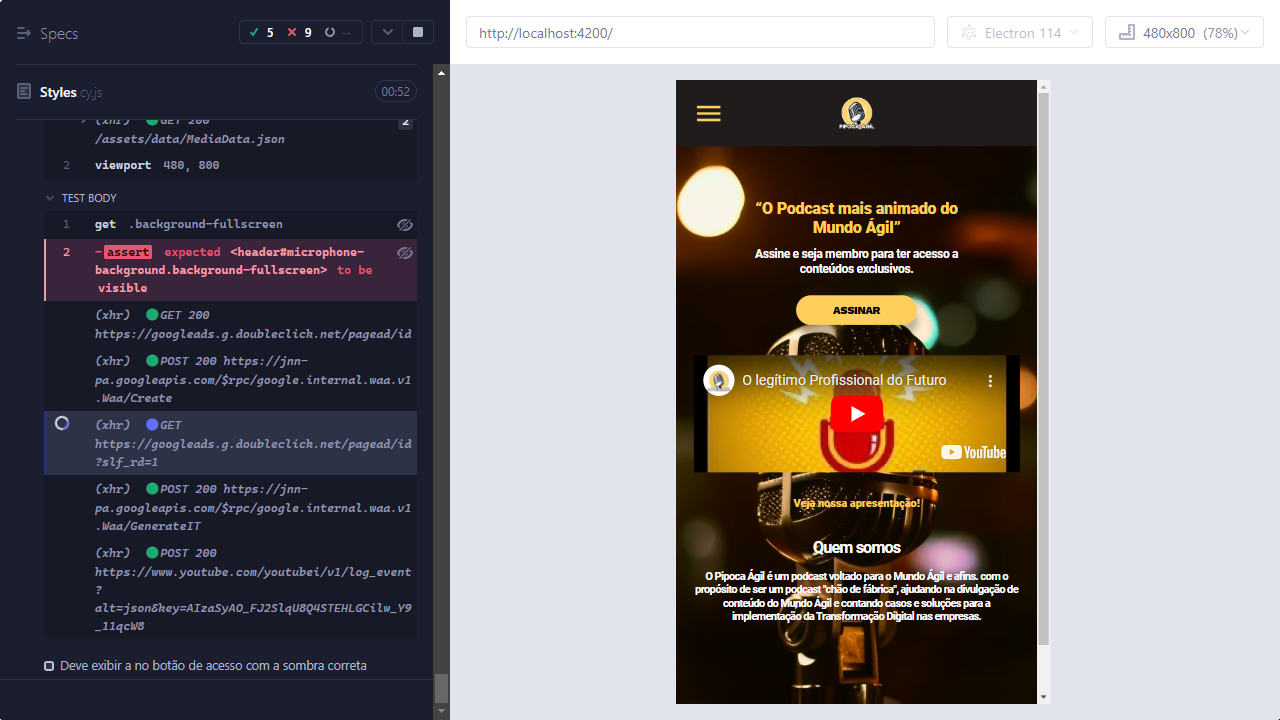 Specs
5 9 --
Styles.cy.js 00:52
(xhr) GET 200 2
/assets/data/MediaData.json
2 viewport 480, 800
TEST BODY
1 get .background-fullscreen
2 -assert expected <header#microphone-
background.background-fullscreen> to be
visible
(xhr) GET 200
https://googleads.g.doubleclick.net/pagead/id
(xhr) POST 200 https://jnn-
pa.googleapis.com/$rpc/google.internal.waa.v1
.Waa/Create
(xhr) GET
https://googleads.g.doubleclick.net/pagead/id
?slf_rd=1
(xhr) POST 200 https://jnn-
pa.googleapis.com/$rpc/google.internal.waa.v1
.Waa/GenerateIT
(xhr) POST 200
https://www.youtube.com/youtubei/v1/log_event
?
alt=json&key=AIzaSyAO_FJ2SlqU8Q4STEHLGCilw_Y9
_11qcW8
Deve exibir a no botão de acesso com a sombra correta
http://localhost:4200/
Electron 114
480x800 (78%)
PIPOCAÁGIL
“O Podcast mais animado do
Mundo Ágil”
Assine e seja membro para ter acesso a
conteúdos exclusivos.
ASSINAR
O legítimo Profissional do Futuro
YouTube
Veja nossa apresentação!
Quem somos
O Pipoca Ágil é um podcast voltado para o Mundo Ágil e afins. com o
propósito de ser um podcast "chão de fábrica", ajudando na divulgação de
conteúdo do Mundo Ágil e contando casos e soluções para a
implementação da Transformação Digital nas empresas.